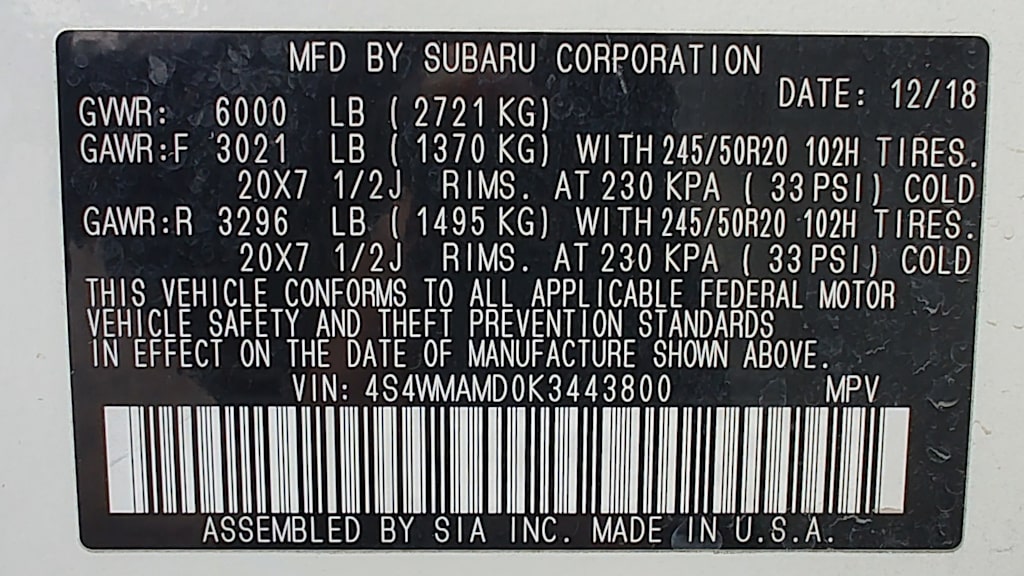 MFD BY SUBARU CORPORATION
DATE: 12/18
GVWR: 6000 LB ( 2721 KG)
GAWR:F 3021 LB ( 1370 KG) WITH 245/50R20 102H TIRES.
20X7 1/2J RIMS. AT 230 KPA ( 33 PSI) COLD
GAWR:R 3296 LB ( 1495 KG) WITH 245/50R20 102H TIRES.
20X7 1/2J RIMS. AT 230 KPA ( 33 PSI) COLD
THIS VEHICLE CONFORMS TO ALL APPLICABLE FEDERAL MOTOR
VEHICLE SAFETY AND THEFT PREVENTION STANDARDS
IN EFFECT ON THE DATE OF MANUFACTURE SHOWN ABOVE.
VIN: 4S4WMAMD0K3443800 MPV
ASSEMBLED BY SIA INC. MADE IN U.S.A.